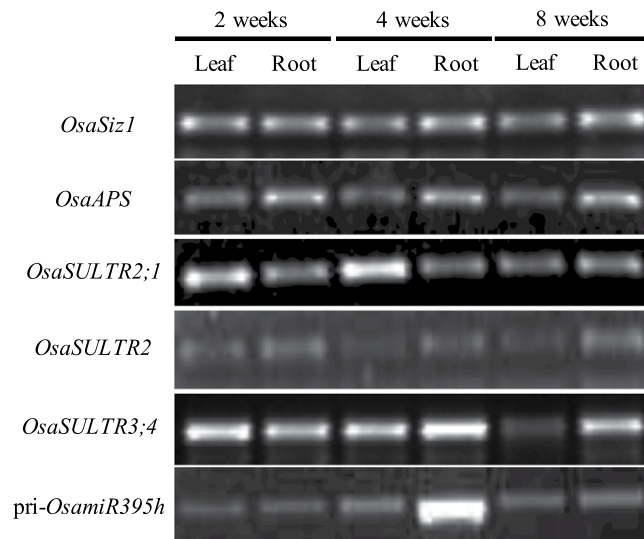 2 weeks 4 weeks 8 weeks
Leaf Root Leaf Root Leaf Root
OsaSiz1
OsaAPS
OsaSULTR2;1
OsaSULTR2
OsaSULTR3;4
pri-OsamiR395h